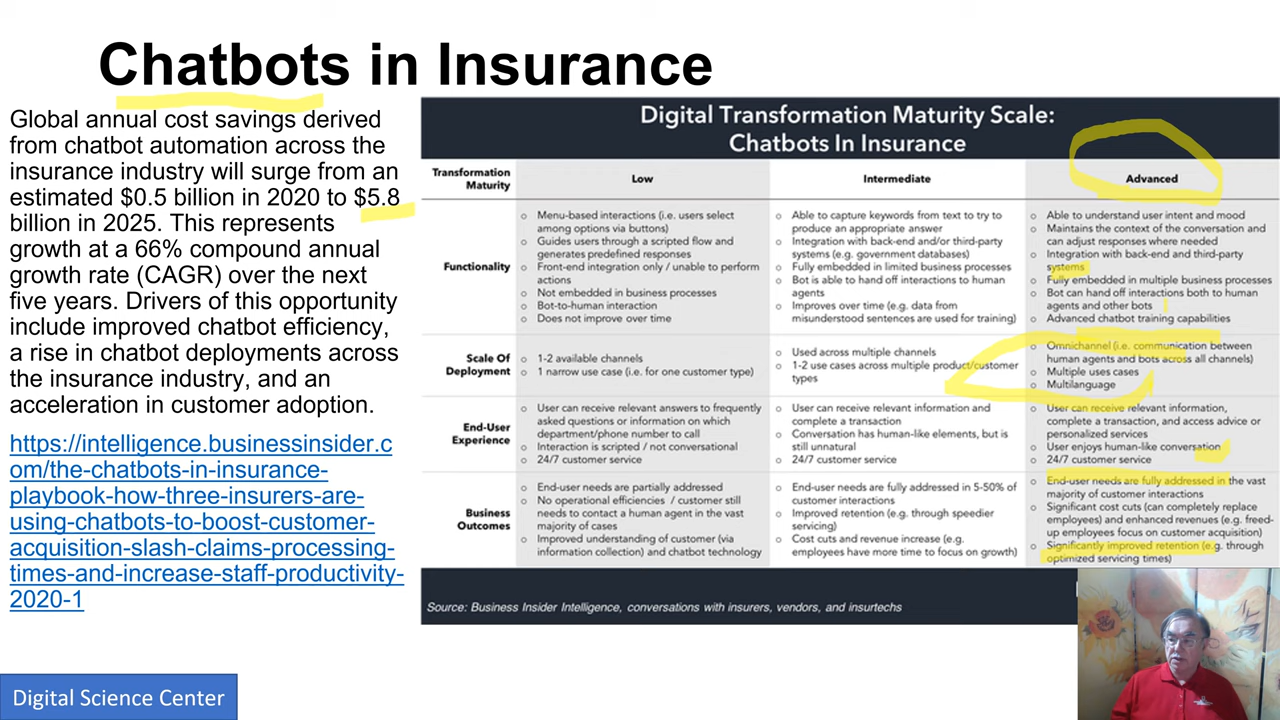 Chatbots in Insurance
Global annual cost savings derived
from chatbot automation across the
insurance industry will surge from an
estimated $0.5 billion in 2020 to $5.8
billion in 2025. This represents
growth at a 66% compound annual
growth rate (CAGR) over the next
five years. Drivers of this opportunity
include improved chatbot efficiency,
a rise in chatbot deployments across
the insurance industry, and an
acceleration in customer adoption.
https://intelligence.businessinsider.c
om/the-chatbots-in-insurance-
playbook-how-three-insurers-are-
using-chatbots-to-boost-customer-
acquisition-slash-claims-processing-
times-and-increase-staff-productivity-
2020-1
Digital Transformation Maturity Scale:
Chatbots In Insurance
Transformation
Maturity
Low
Intermediate
Advanced
Functionality
o Menu-based interactions (i.e. users select
among options via buttons)
o Guides users through a scripted flow and
generates predefined responses
o Front-end integration only / unable to perform
actions
o Not embedded in business processes
o Bot-to-human interaction
o Does not improve over time
o Able to capture keywords from text to try to
produce an appropriate answer
o Integration with back-end and/or third-party
systems (e.g. government databases)
o Fully embedded in limited business processes
o Bot is able to hand off interactions to human
agents
o Improves over time (e.g. data from
misunderstood sentences are used for training)
o Able to understand user intent and mood
o Maintains the context of the conversation and
can adjust responses where needed
o Integration with back-end and third-party
systems
o Fully embedded in multiple business processes
o Bot can hand off interactions both to human
agents and other bots
o Advanced chatbot training capabilities
Scale Of
Deployment
o 1-2 available channels
o 1 narrow use case (i.e. for one customer type)
o Used across multiple channels
o 1-2 use cases across multiple product/customer
types
o Omnichannel (i.e. communication between
human agents and bots across all channels)
o Multiple uses cases
o Multilanguage
End-User
Experience
o User can receive relevant answers to frequently
asked questions or information on which
department/phone number to call
o Interaction is scripted / not conversational
o 24/7 customer service
o User can receive relevant information and
complete a transaction
o Conversation has human-like elements, but is
still unnatural
o 24/7 customer service
o User can receive relevant information,
complete a transaction, and access advice or
personalized services
o User enjoys human-like conversation
o 24/7 customer service
Business
Outcomes
o End-user needs are partially addressed
o No operational efficiencies / customer still
needs to contact a human agent in the vast
majority of cases
o Improved understanding of customer (via
information collection) and chatbot technology
o End-user needs are fully addressed in 5-50% of
customer interactions
o Improved retention (e.g. through speedier
servicing)
o Cost cuts and revenue increase (e.g.
employees have more time to focus on growth)
o End-user needs are fully addressed in the vast
majority of customer interactions
o Significant cost cuts (can completely replace
employees) and enhanced revenues (e.g. freed-
up employees focus on customer acquisition)
o Significantly improved retention (e.g. through
optimized servicing times)
Source: Business Insider Intelligence, conversations with insurers, vendors, and insurtechs
Digital Science Center